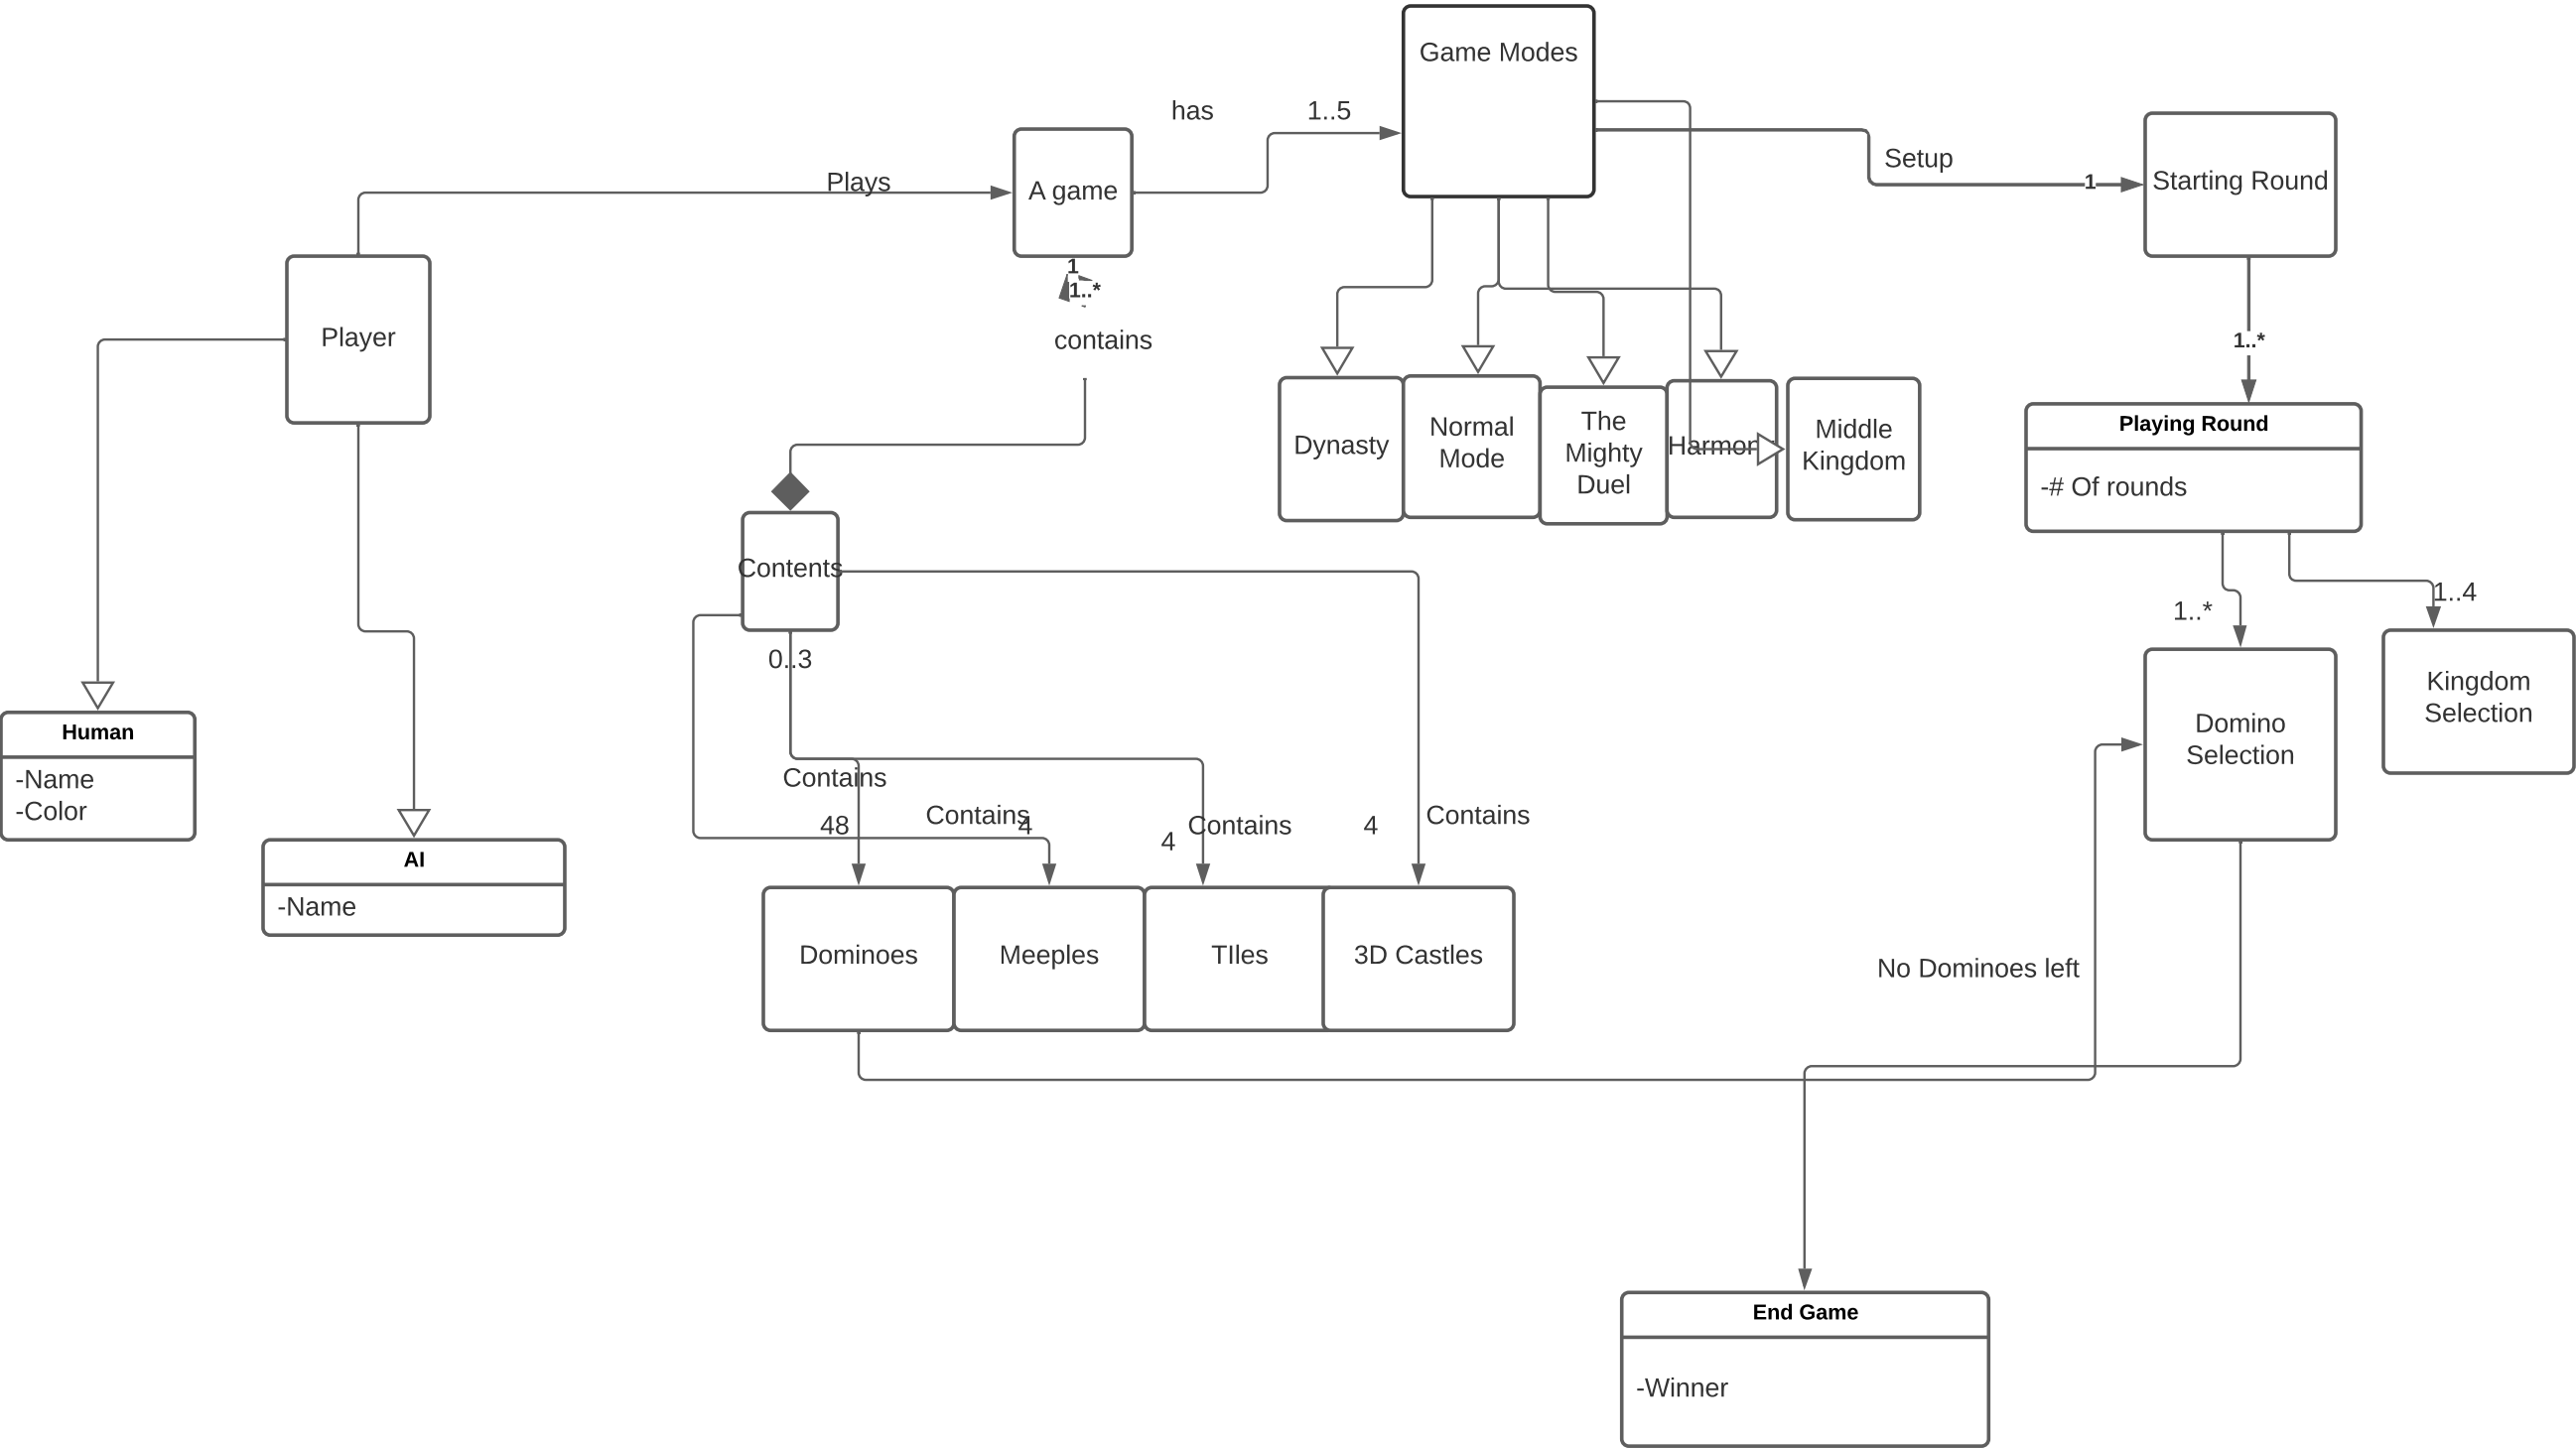 Game Modes
has
1..5
Setup
1
Starting Round
Plays
A game
1
1..*
contains
Player
1..*
Dynasty
Normal
Mode
The
Mighty
Duel
Middle
Kingdom
Playing Round
-# Of rounds
Contents
0..3
1..*
1..4
Kingdom
Selection
Domino
Selection
Human
-Name
-Color
AI
-Name
Contains
48
Contains
4
4
Contains
4
Contains
Dominoes
Meeples
TIles
3D Castles
No Dominoes left
End Game
-Winner